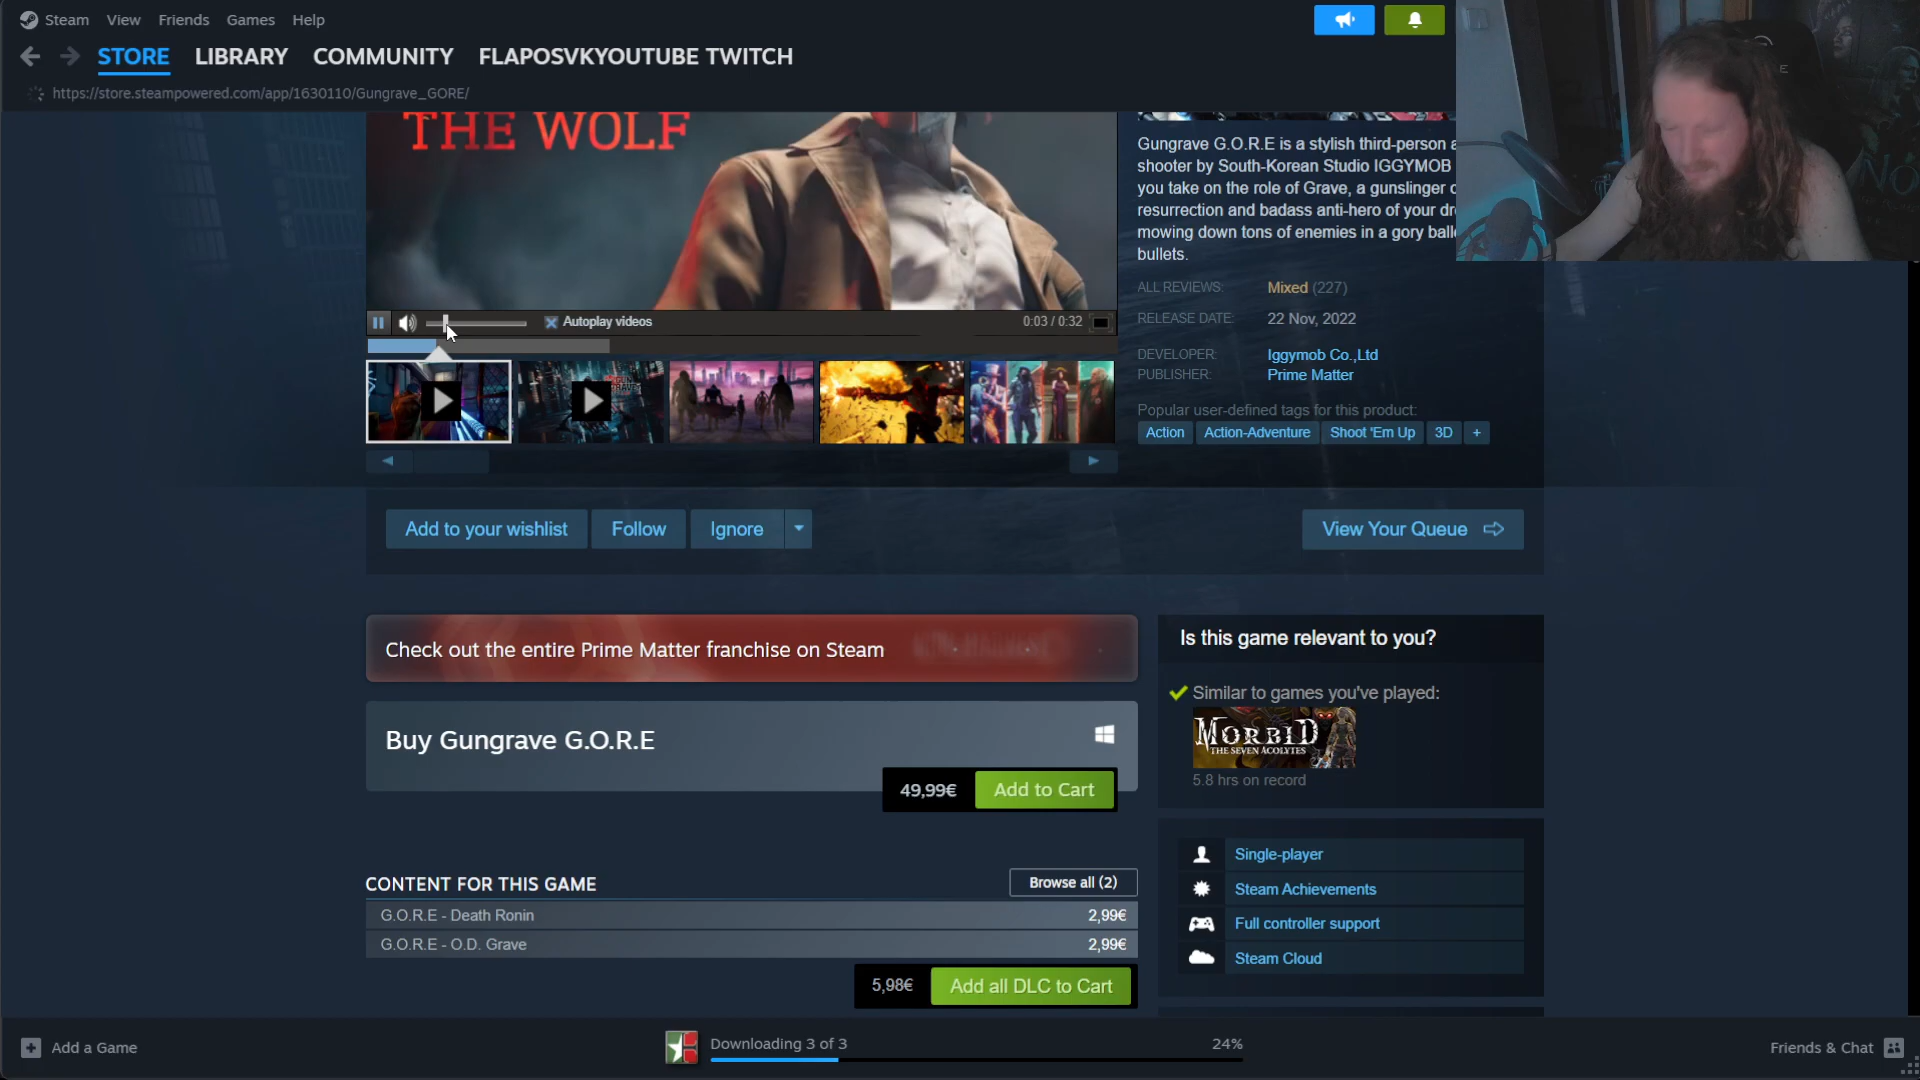 Steam View Friends Games Help
STORE LIBRARY COMMUNITY FLAPOSVKYOUTUBE TWITCH
https://store.steampowered.com/app/1630110/Gungrave_GORE/
THE WOLF
Autoplay videos
0:03 / 0:32
Gungrave G.O.R.E is a stylish third-person a
shooter by South-Korean Studio IGGYMOB
you take on the role of Grave, a gunslinger o
resurrection and badass anti-hero of your dr
mowing down tons of enemies in a gory balle
bullets.
ALL REVIEWS: Mixed (227)
RELEASE DATE: 22 Nov, 2022
DEVELOPER: Iggymob Co.,Ltd
PUBLISHER: Prime Matter
Popular user-defined tags for this product:
Action Action-Adventure Shoot 'Em Up 3D +
Add to your wishlist Follow Ignore View Your Queue
Check out the entire Prime Matter franchise on Steam
Buy Gungrave G.O.R.E
49,99€ Add to Cart
CONTENT FOR THIS GAME Browse all (2)
G.O.R.E - Death Ronin 2,99€
G.O.R.E - O.D. Grave 2,99€
5,98€ Add all DLC to Cart
Is this game relevant to you?
Similar to games you've played:
MORBID
THE SEVEN ACOLYTES
5.8 hrs on record
Single-player
Steam Achievements
Full controller support
Steam Cloud
Add a Game
Downloading 3 of 3 24%
Friends & Chat